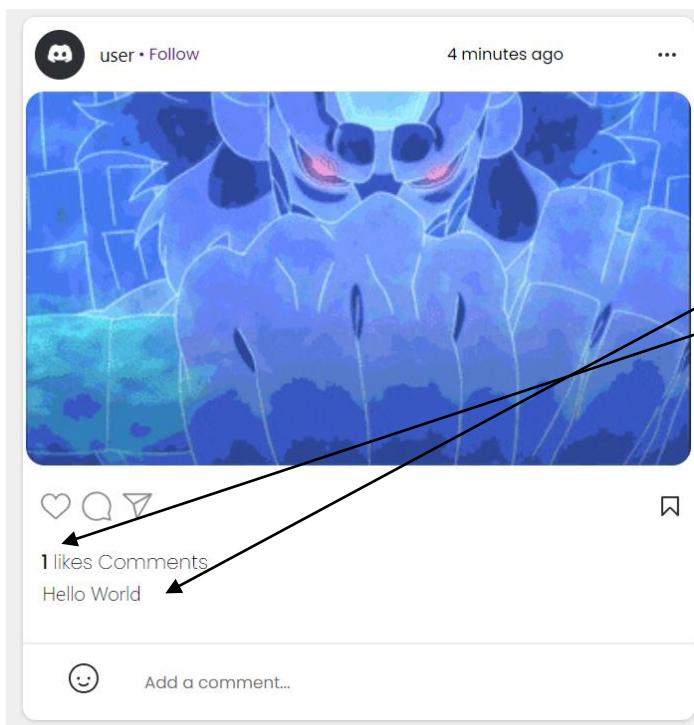 user • Follow 4 minutes ago
1 likes Comments
Hello World
Add a comment...